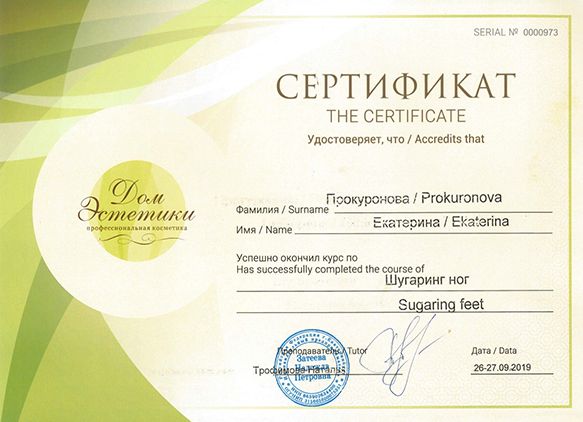 SERIAL № 0000973
СЕРТИФИКАТ
THE CERTIFICATE
Удостоверяет, что / Accredits that
Дом
Эстетики
профессиональная косметика
Прокуронова / Prokuronova
Фамилия / Surname
Екатерина / Ekaterina
Имя / Name
Успешно окончил курс по
Has successfully completed the course of
Шугаринг ног
Sugaring feet
Преподаватель / Tutor
Дата / Data
Трофимова Наталья
26-27.09.2019
Затеева
Надежда
Петровна